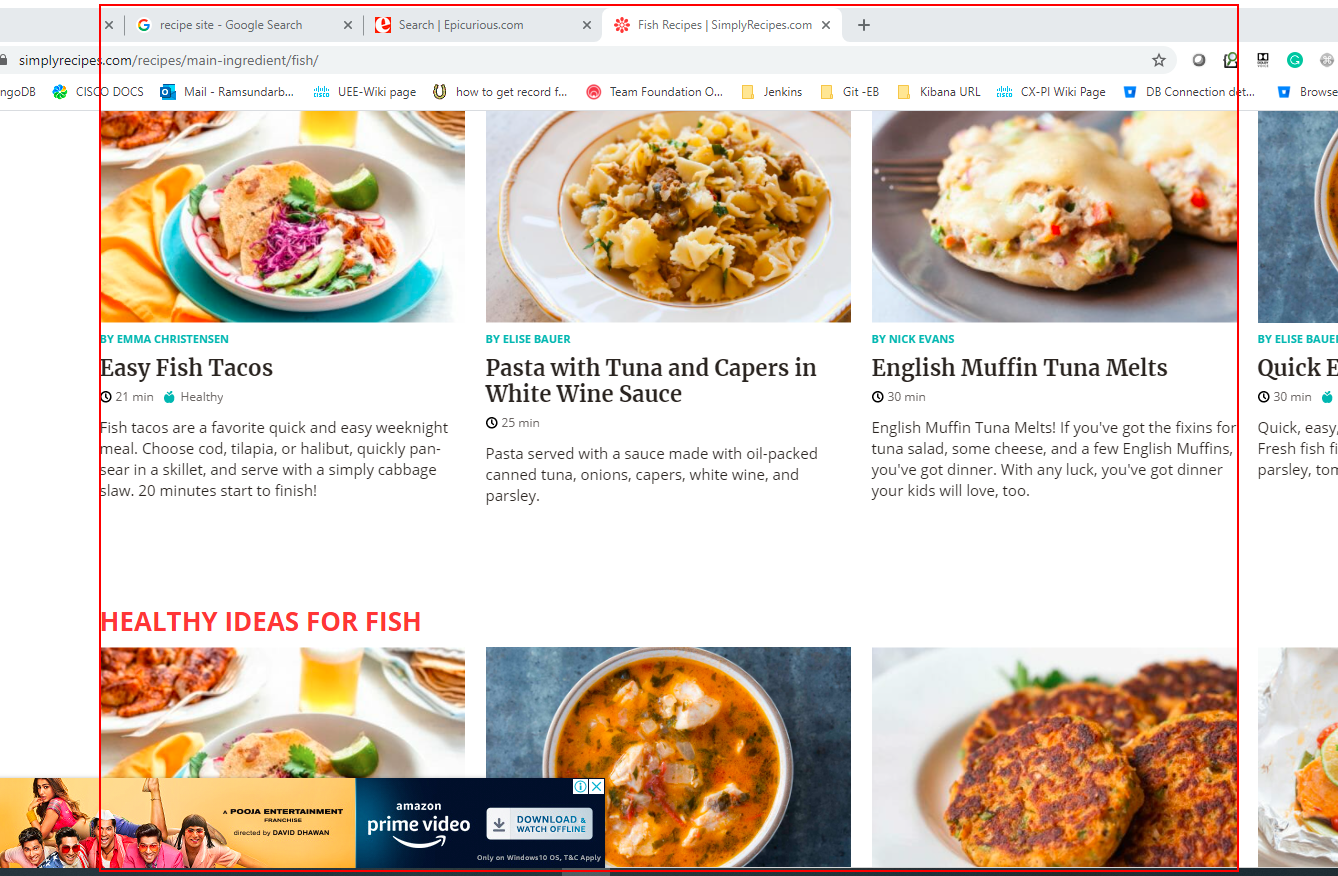 recipe site - Google Search
Search | Epicurious.com
Fish Recipes | SimplyRecipes.com
simplyrecipes.com/recipes/main-ingredient/fish/
ngoDB
CISCO DOCS
Mail - Ramsundarb...
UEE-Wiki page
how to get record f...
Team Foundation O...
Jenkins
Git -EB
Kibana URL
CX-PI Wiki Page
DB Connection det...
Browse
BY EMMA CHRISTENSEN
Easy Fish Tacos
21 min Healthy
Fish tacos are a favorite quick and easy weeknight
meal. Choose cod, tilapia, or halibut, quickly pan-
sear in a skillet, and serve with a simply cabbage
slaw. 20 minutes start to finish!
BY ELISE BAUER
Pasta with Tuna and Capers in
White Wine Sauce
25 min
Pasta served with a sauce made with oil-packed
canned tuna, onions, capers, white wine, and
parsley.
BY NICK EVANS
English Muffin Tuna Melts
30 min
English Muffin Tuna Melts! If you've got the fixins for
tuna salad, some cheese, and a few English Muffins,
you've got dinner. With any luck, you've got dinner
your kids will love, too.
BY ELISE BAUER
Quick E
30 min
Quick, easy,
Fresh fish fi
parsley, tom
HEALTHY IDEAS FOR FISH
A POOJA ENTERTAINMENT
FRANCHISE
directed by DAVID DHAWAN
amazon
prime video
DOWNLOAD &
WATCH OFFLINE
Only on Windows10 OS, T&C Apply